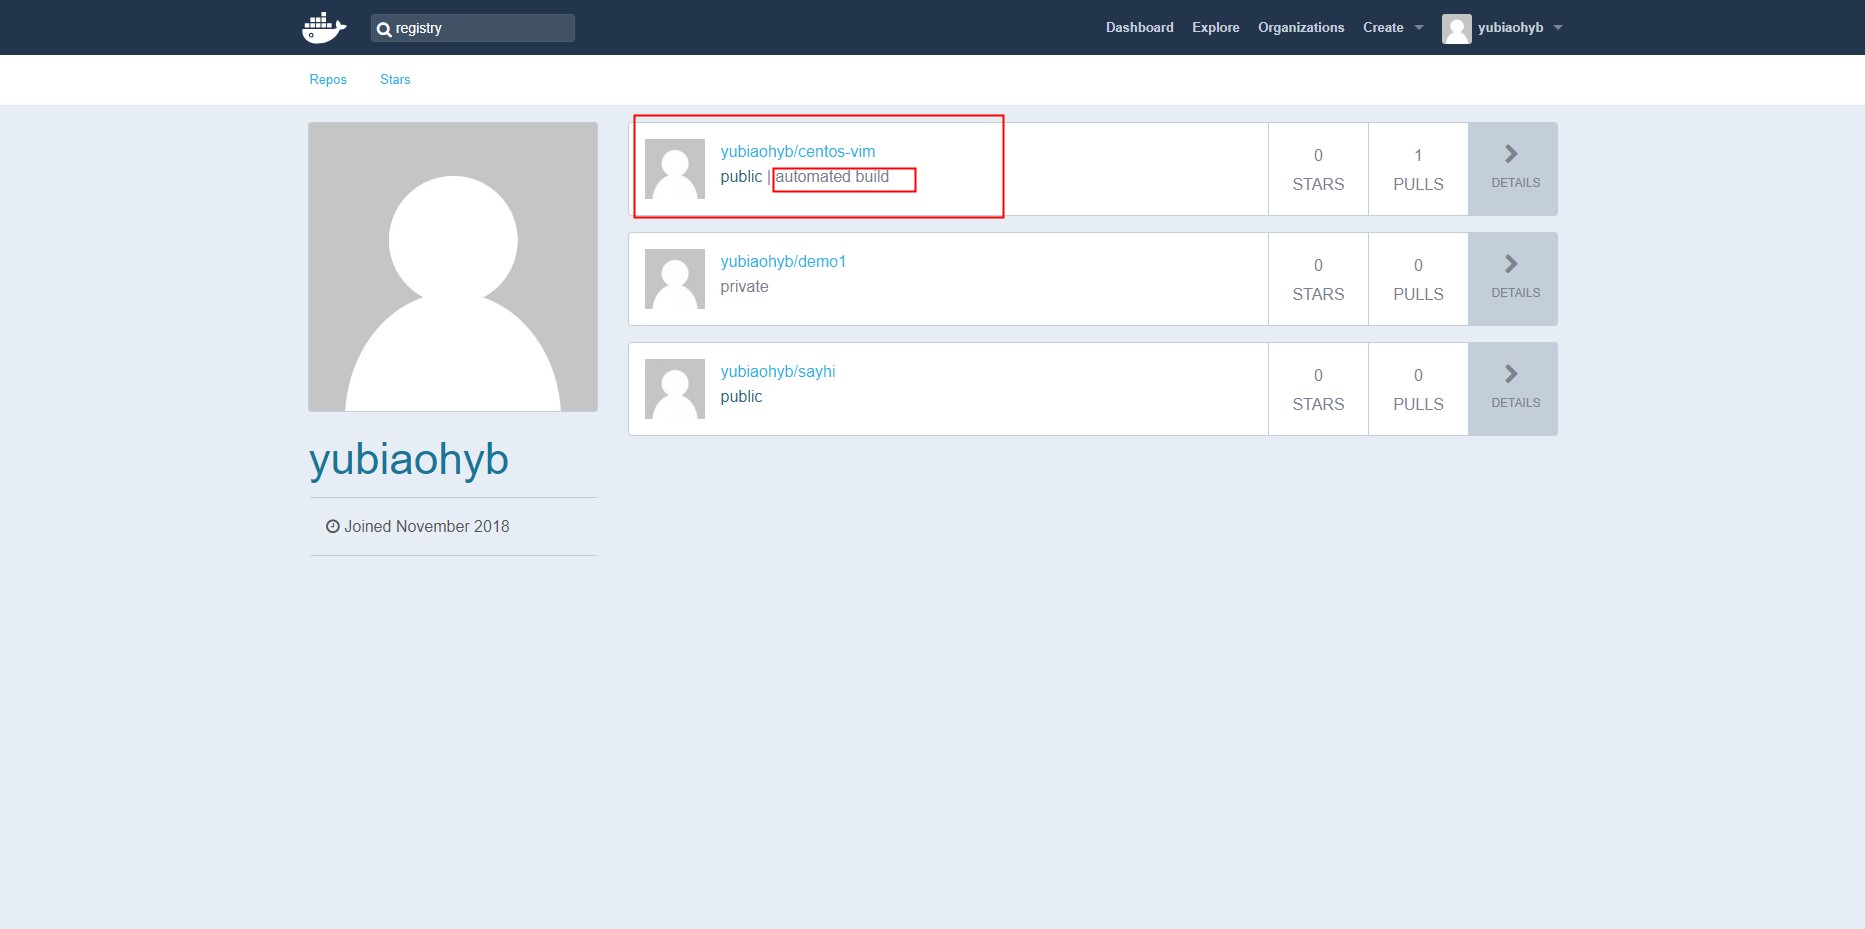 registry
Dashboard Explore Organizations Create yubiaohyb
Repos Stars
yubiaohyb
Joined November 2018
yubiaohyb/centos-vim
public | automated build
0
STARS
1
PULLS
DETAILS
yubiaohyb/demo1
private
0
STARS
0
PULLS
DETAILS
yubiaohyb/sayhi
public
0
STARS
0
PULLS
DETAILS